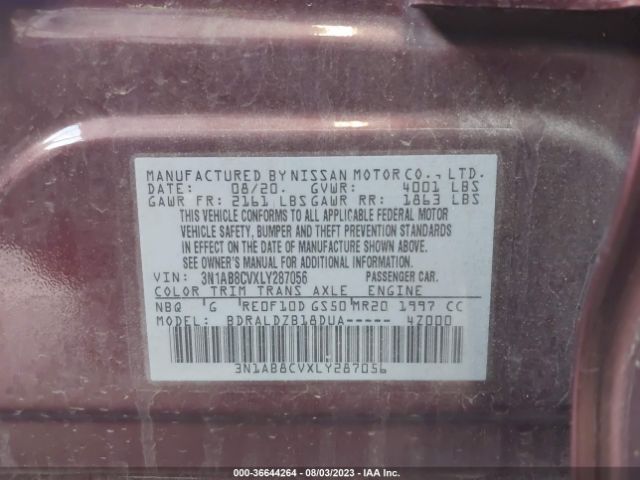 MANUFACTURED BY NISSAN MOTOR CO., LTD.
DATE: 08/20. GVWR: 4001 LBS
GAWR FR: 2161 LBS GAWR RR: 1863 LBS
THIS VEHICLE CONFORMS TO ALL APPLICABLE FEDERAL MOTOR
VEHICLE SAFETY, BUMPER AND THEFT PREVENTION STANDARDS
IN EFFECT ON THE DATE OF MANUFACTURE SHOWN ABOVE.
SEE OWNER'S MANUAL FOR ADDITIONAL INFORMATION.
VIN: 3N1AB8CVXLY287056 PASSENGER CAR.
COLOR TRIM TRANS AXLE ENGINE
NBQ 'G RE0F10D GS50 MR20 1997 CC
MODEL: BDRALDZB18DUA----- 4Z000
3N1AB8CVXLY287056
000-36644264 - 08/03/2023 - IAA Inc.